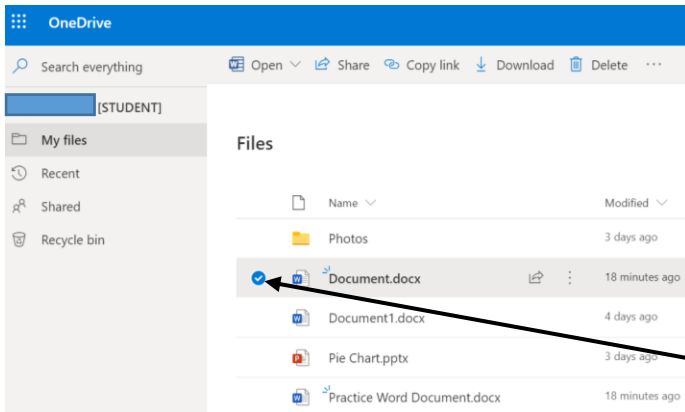 OneDrive
Search everything
Open Share Copy link Download Delete ...
[STUDENT]
My files
Files
Recent
Name Modified
Shared
Photos 3 days ago
Recycle bin
Document.docx 18 minutes ago
Document1.docx 4 days ago
Pie Chart.pptx 3 days ago
Practice Word Document.docx 18 minutes ago